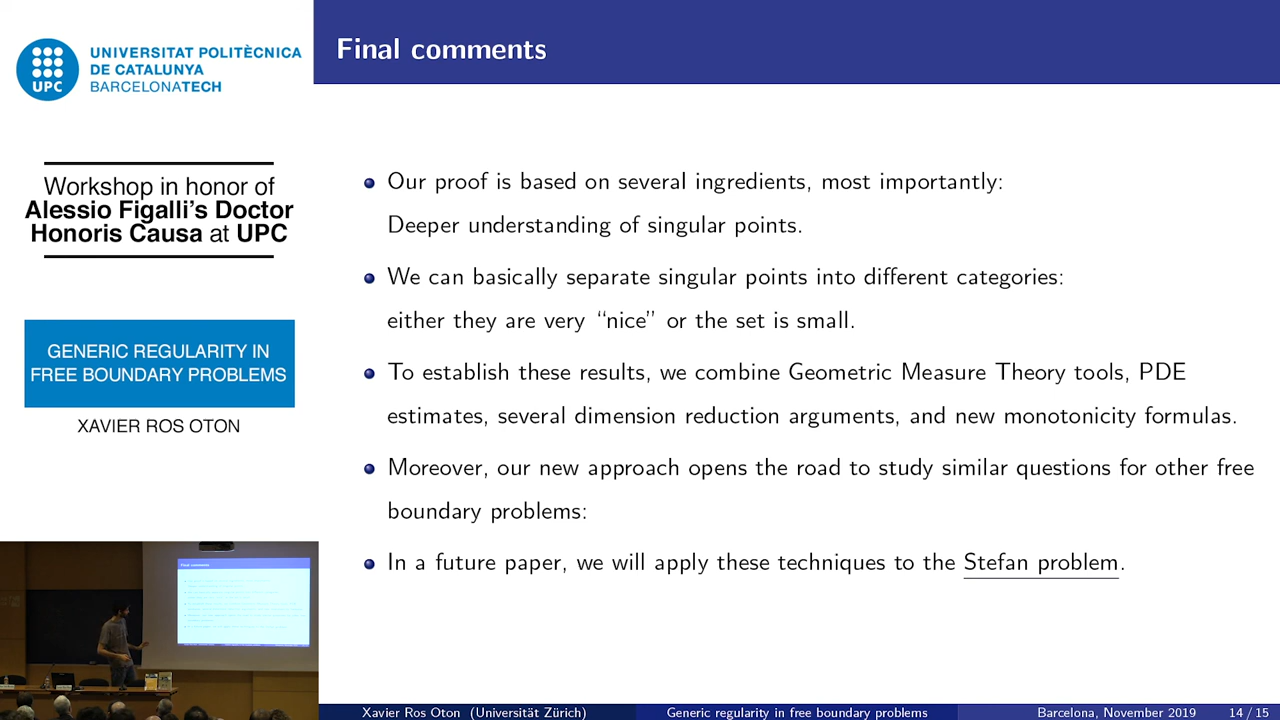 UNIVERSITAT POLITÈCNICA
DE CATALUNYA
BARCELONATECH
UPC
Workshop in honor of
Alessio Figalli's Doctor
Honoris Causa at UPC
GENERIC REGULARITY IN
FREE BOUNDARY PROBLEMS
XAVIER ROS OTON
Final comments
Our proof is based on several ingredients, most importantly:
Deeper understanding of singular points.
We can basically separate singular points into different categories:
either they are very “nice” or the set is small.
To establish these results, we combine Geometric Measure Theory tools, PDE
estimates, several dimension reduction arguments, and new monotonicity formulas.
Moreover, our new approach opens the road to study similar questions for other free
boundary problems:
In a future paper, we will apply these techniques to the Stefan problem.
Final comments
Xavier Ros Oton (Universität Zürich)
Generic regularity in free boundary problems
Barcelona, November 2019
14 / 15